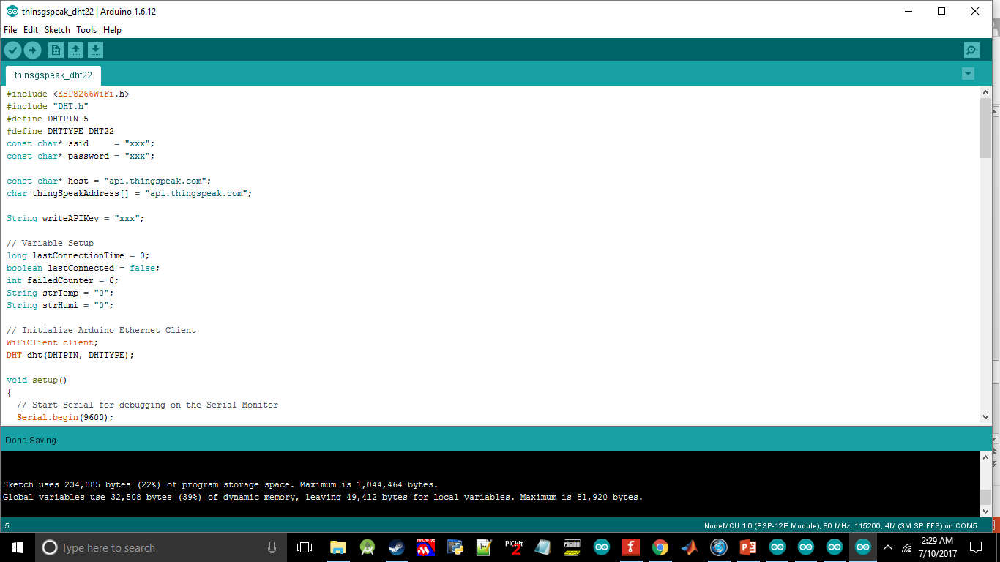 thinsgspeak_dht22 | Arduino 1.6.12
File Edit Sketch Tools Help
thinsgspeak_dht22
#include <ESP8266WiFi.h>
#include "DHT.h"
#define DHTPIN 5
#define DHTTYPE DHT22
const char* ssid     = "xxx";
const char* password = "xxx";
const char* host = "api.thingspeak.com";
char thingSpeakAddress[] = "api.thingspeak.com";
String writeAPIKey = "xxx";
// Variable Setup
long lastConnectionTime = 0;
boolean lastConnected = false;
int failedCounter = 0;
String strTemp = "0";
String strHumi = "0";
// Initialize Arduino Ethernet Client
WiFiClient client;
DHT dht(DHTPIN, DHTTYPE);
void setup()
{
  // Start Serial for debugging on the Serial Monitor
  Serial.begin(9600);
Done Saving.
Sketch uses 234,085 bytes (22%) of program storage space. Maximum is 1,044,464 bytes.
Global variables use 32,508 bytes (39%) of dynamic memory, leaving 49,412 bytes for local variables. Maximum is 81,920 bytes.
5
NodeMCU 1.0 (ESP-12E Module), 80 MHz, 115200, 4M (3M SPIFFS) on COM5
Type here to search
PICkit 2
2:29 AM
7/10/2017